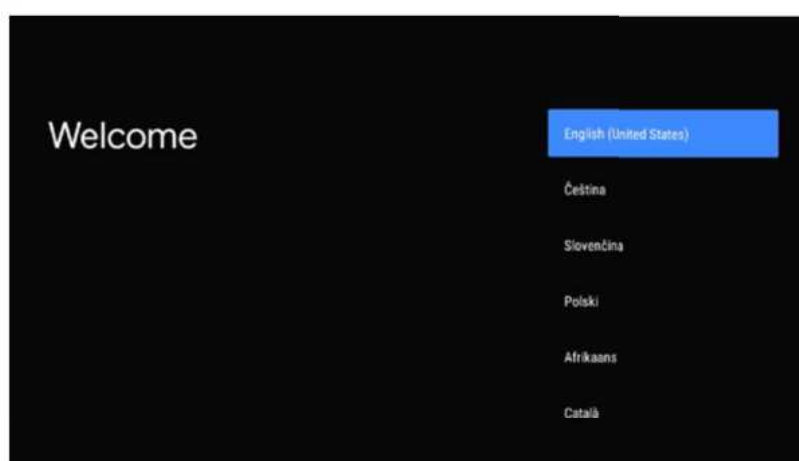 Welcome
English (United States)
Čeština
Slovenčina
Polski
Afrikaans
Català